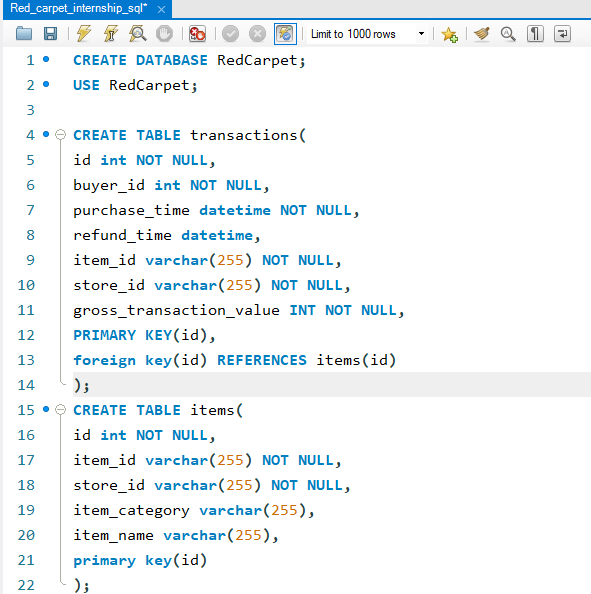 Red_carpet_internship_sql* ×
Limit to 1000 rows
1 CREATE DATABASE RedCarpet;
2 USE RedCarpet;
3
4 CREATE TABLE transactions(
5 id int NOT NULL,
6 buyer_id int NOT NULL,
7 purchase_time datetime NOT NULL,
8 refund_time datetime,
9 item_id varchar(255) NOT NULL,
10 store_id varchar(255) NOT NULL,
11 gross_transaction_value INT NOT NULL,
12 PRIMARY KEY(id),
13 foreign key(id) REFERENCES items(id)
14 );
15 CREATE TABLE items(
16 id int NOT NULL,
17 item_id varchar(255) NOT NULL,
18 store_id varchar(255) NOT NULL,
19 item_category varchar(255),
20 item_name varchar(255),
21 primary key(id)
22 );